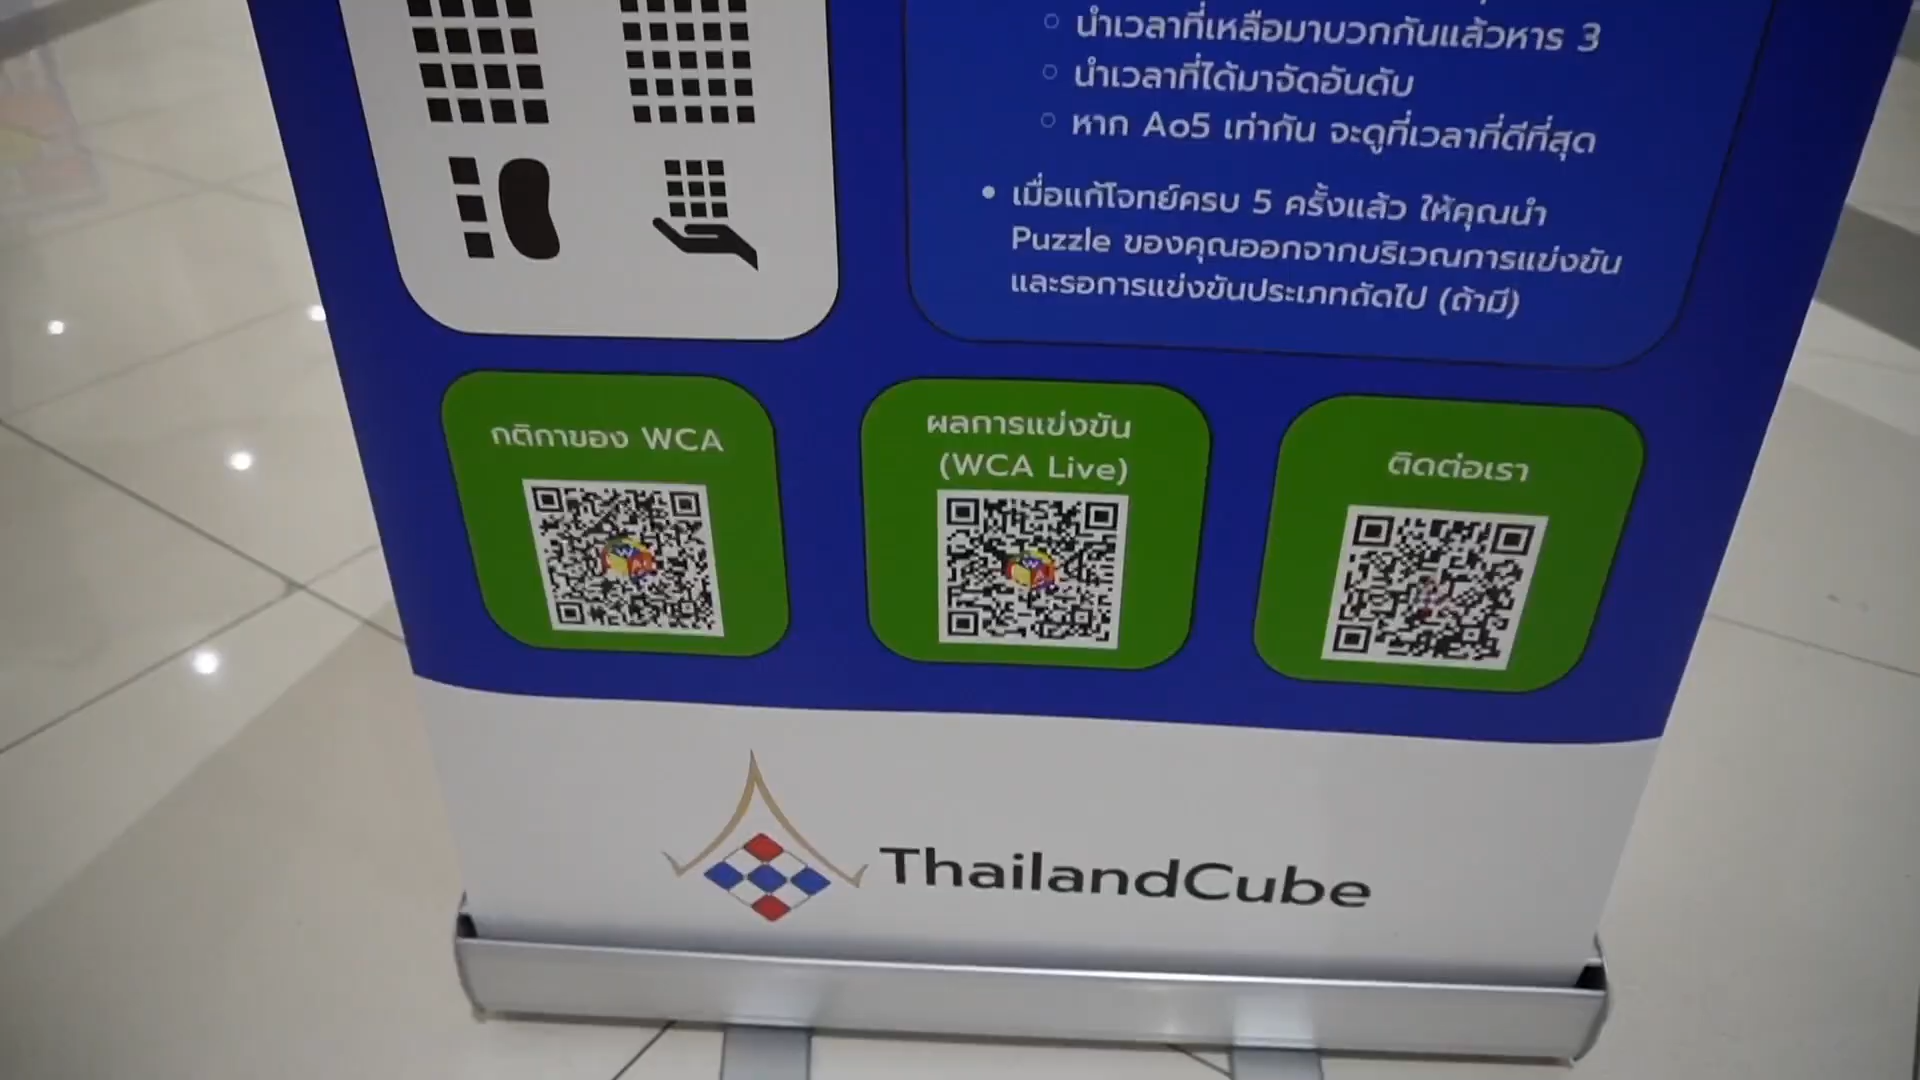 นำเวลาที่เหลือมาบวกกันแล้วหาร 3
นำเวลาที่ได้มาจัดอันดับ
หาก Ao5 เท่ากัน จะดูที่เวลาที่ดีที่สุด
เมื่อแก้โจทย์ครบ 5 ครั้งแล้ว ให้คุณนำ
Puzzle ของคุณออกจากบริเวณการแข่งขัน
และรอการแข่งขันประเภทถัดไป (ถ้ามี)
กติกาของ WCA
ผลการแข่งขัน
(WCA Live)
ติดต่อเรา
ThailandCube